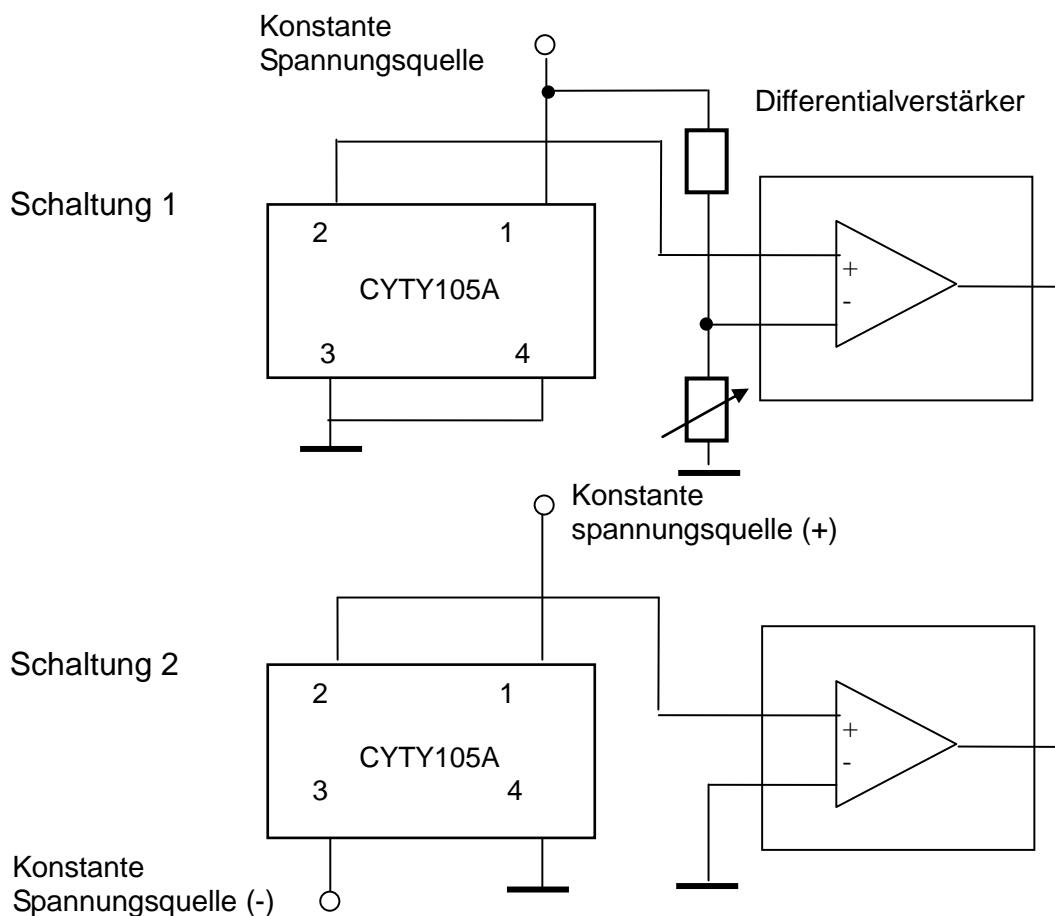 Konstante
Spannungsquelle
Differentialverstärker
Schaltung 1
2 1
CYTY105A
+
-
3 4
Konstante
spannungsquelle (+)
Schaltung 2
2 1
CYTY105A
+
-
3 4
Konstante
Spannungsquelle (-)